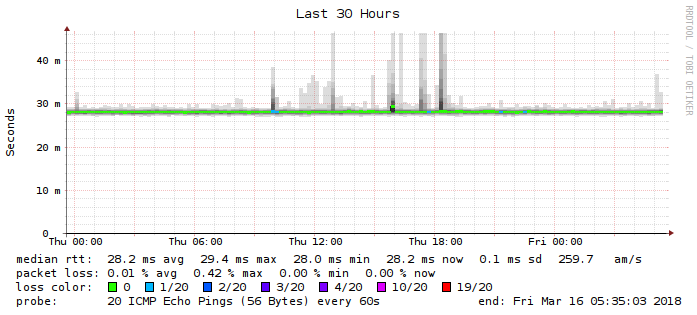 Last 30 Hours
RRDTOOL / TOBI OETIKER
Seconds
40 m
30 m
20 m
10 m
0
Thu 00:00 Thu 06:00 Thu 12:00 Thu 18:00 Fri 00:00
median rtt: 28.2 ms avg 29.4 ms max 28.0 ms min 28.2 ms now 0.1 ms sd 259.7 am/s
packet loss: 0.01 % avg 0.42 % max 0.00 % min 0.00 % now
loss color: 0 1/20 2/20 3/20 4/20 10/20 19/20
probe: 20 ICMP Echo Pings (56 Bytes) every 60s end: Fri Mar 16 05:35:03 2018